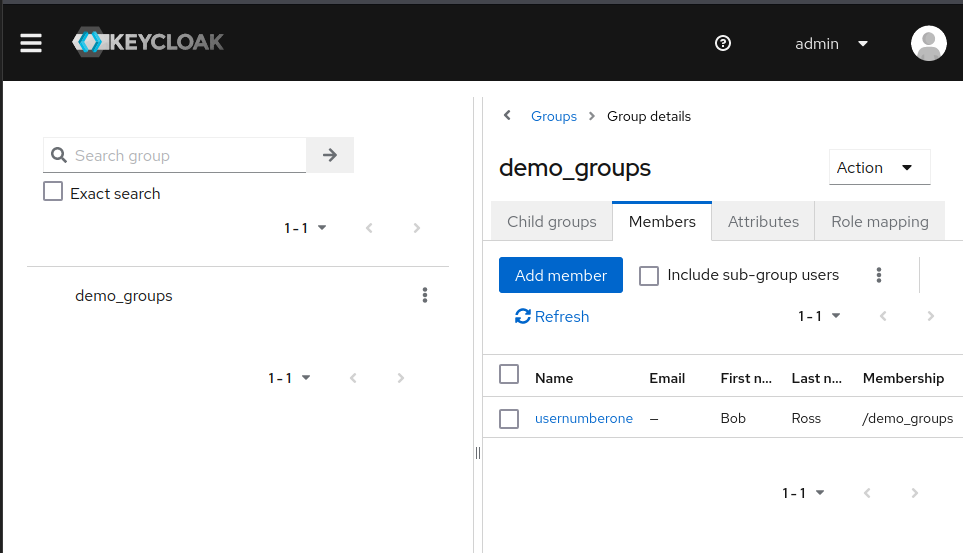 KEYCLOAK
admin
Search group
Exact search
1 - 1
demo_groups
1 - 1
Groups
Group details
demo_groups
Action
Child groups
Members
Attributes
Role mapping
Add member
Include sub-group users
Refresh
1 - 1
Name Email First n... Last n... Membership
usernumberone – Bob Ross /demo_groups
1 - 1